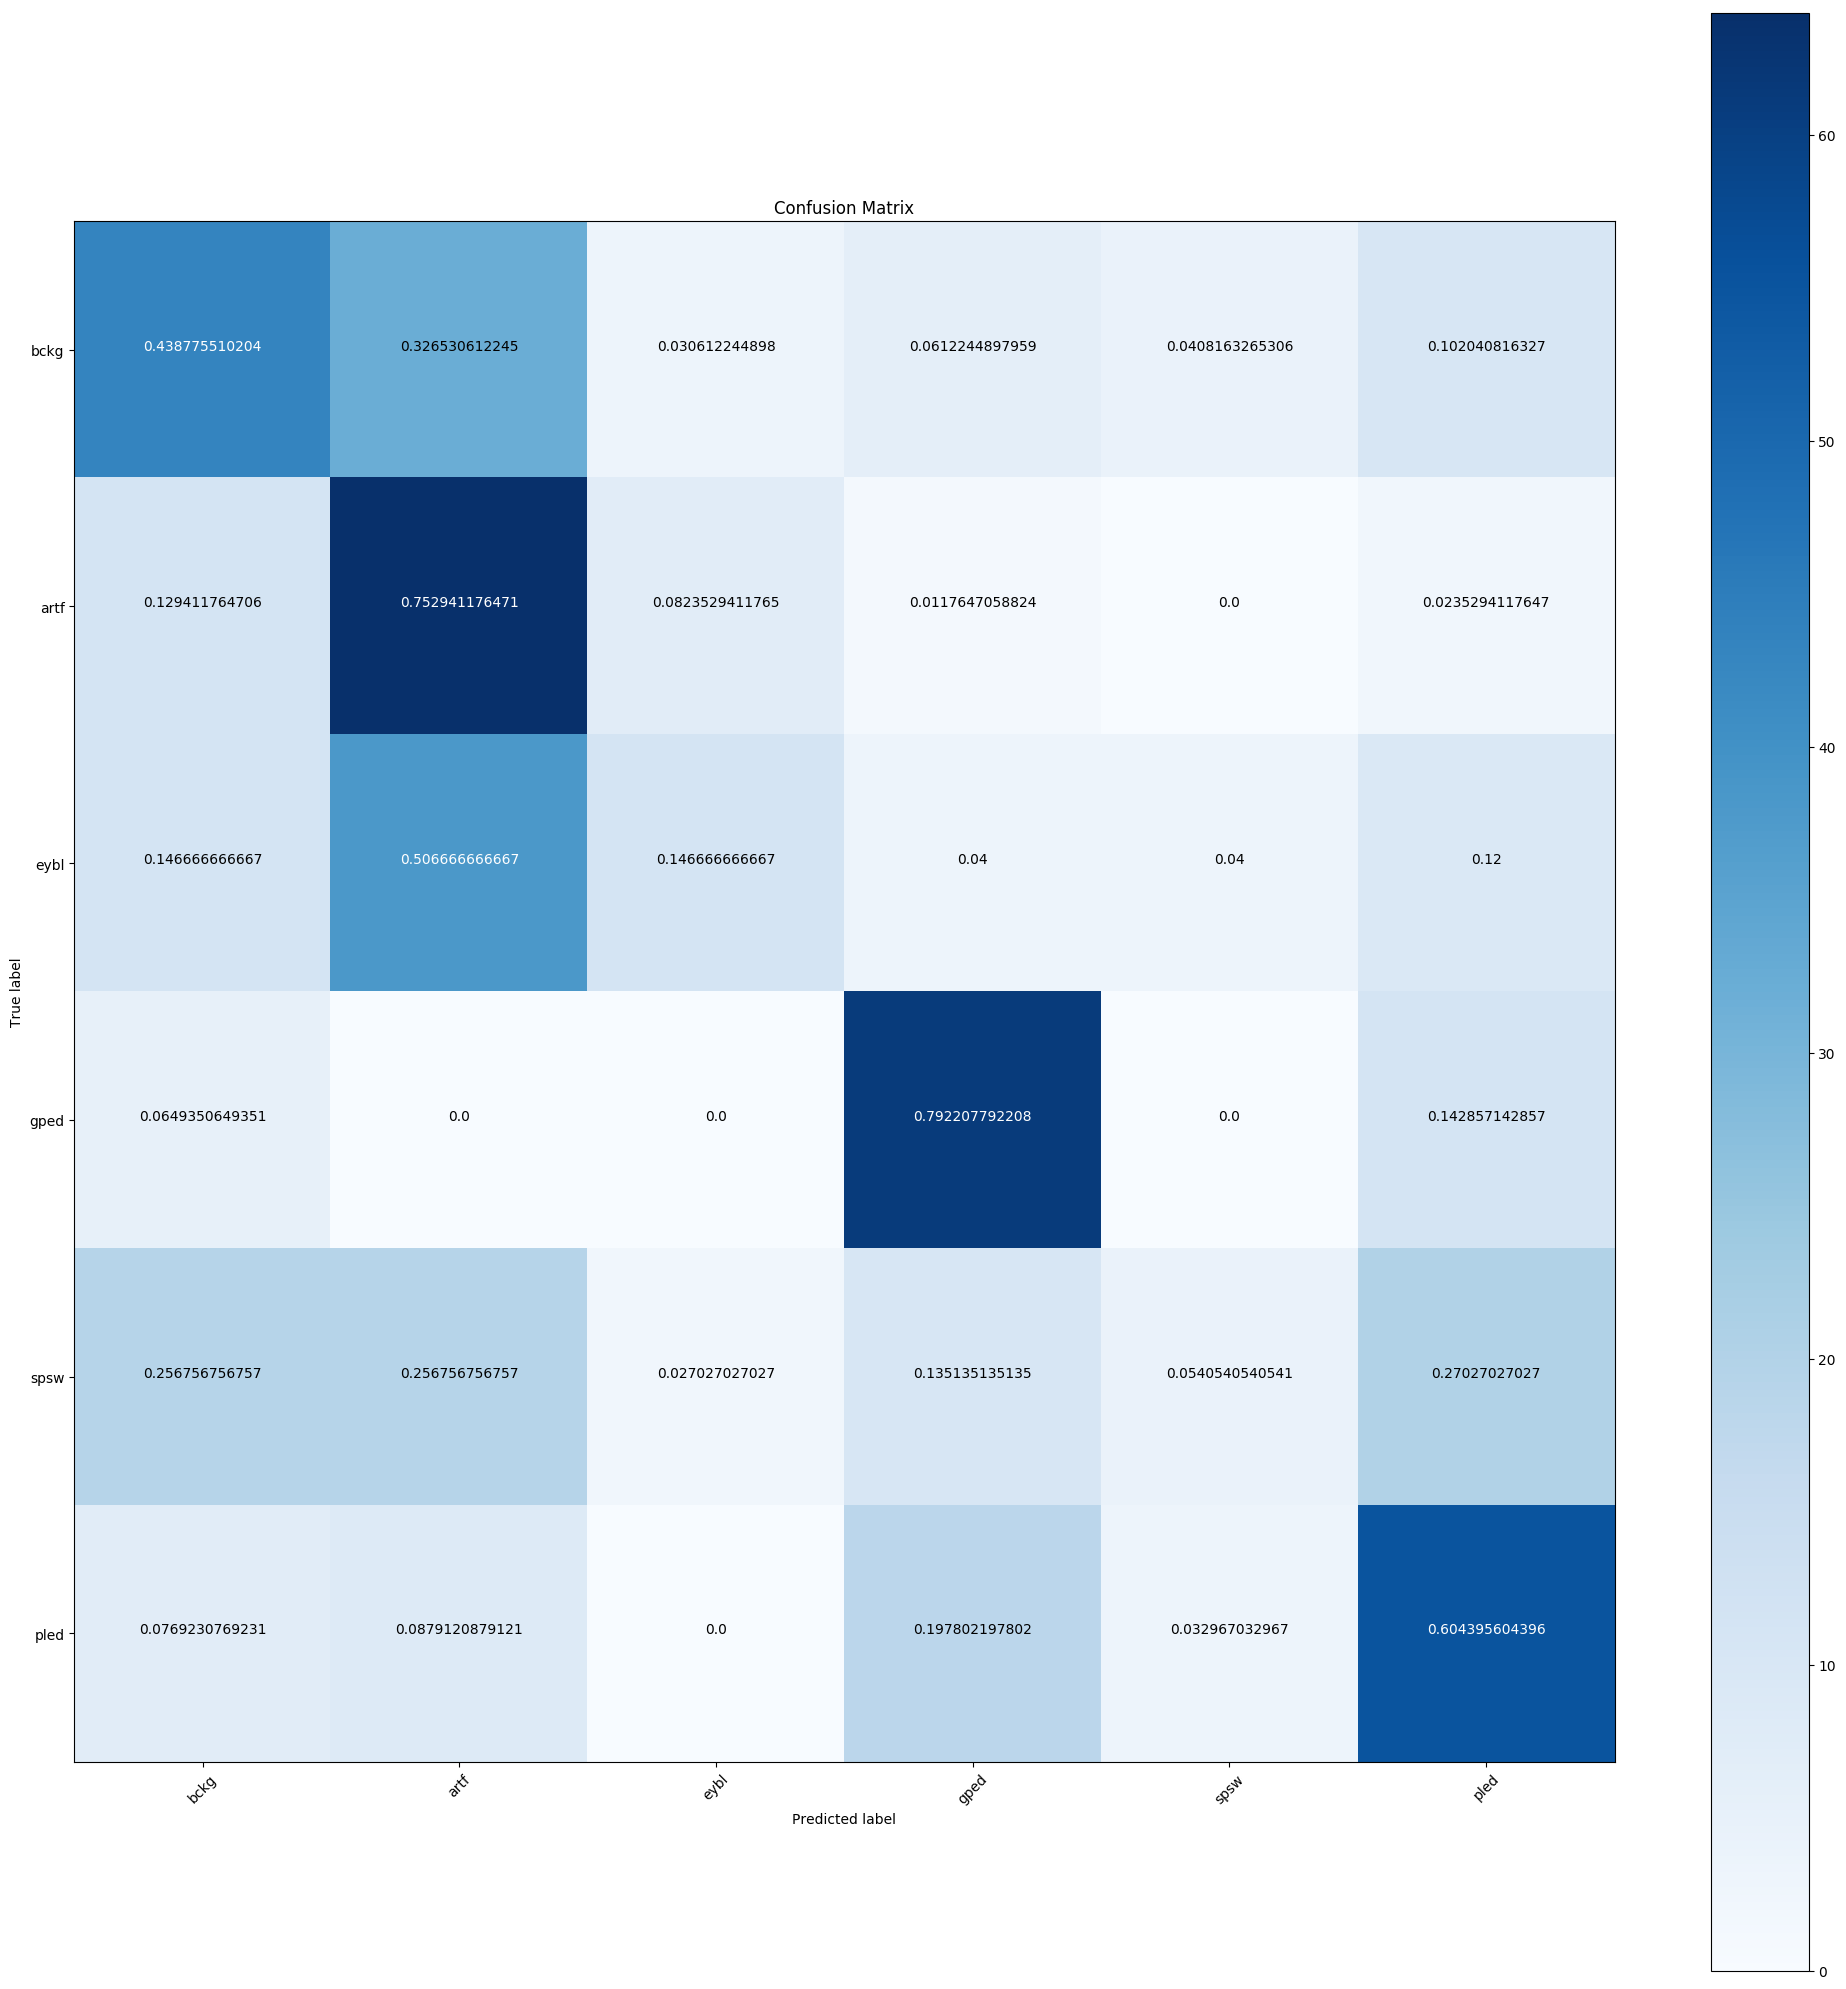 Confusion Matrix
bckg 0.438775510204 0.326530612245 0.030612244898 0.0612244897959 0.0408163265306 0.102040816327
artf 0.129411764706 0.752941176471 0.0823529411765 0.0117647058824 0.0 0.0235294117647
eybl 0.146666666667 0.506666666667 0.146666666667 0.04 0.04 0.12
True label
gped 0.0649350649351 0.0 0.0 0.792207792208 0.0 0.142857142857
spsw 0.256756756757 0.256756756757 0.027027027027 0.135135135135 0.0540540540541 0.27027027027
pled 0.0769230769231 0.0879120879121 0.0 0.197802197802 0.032967032967 0.604395604396
bckg artf eybl gped spsw pled
Predicted label
60
50
40
30
20
10
0